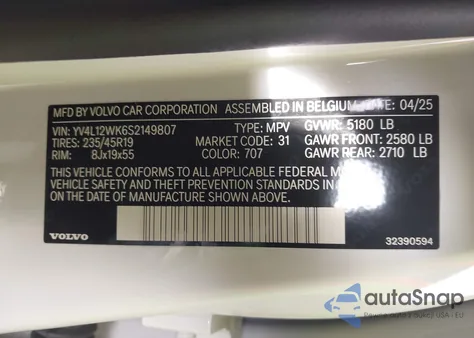 MFD BY VOLVO CAR CORPORATION ASSEMBLED IN BELGIUM DATE: 04/25
VIN: YV4L12WK6S2149807 TYPE: MPV GVWR: 5180 LB
TIRES: 235/45R19 MARKET CODE: 31 GAWR FRONT: 2580 LB
RIM: 8Jx19x55 COLOR: 707 GAWR REAR: 2710 LB
THIS VEHICLE CONFORMS TO ALL APPLICABLE FEDERAL MOTOR
VEHICLE SAFETY AND THEFT PREVENTION STANDARDS IN
ON THE DATE OF MANUFACTURE SHOWN ABOVE.
VOLVO
32390594
autoSnap